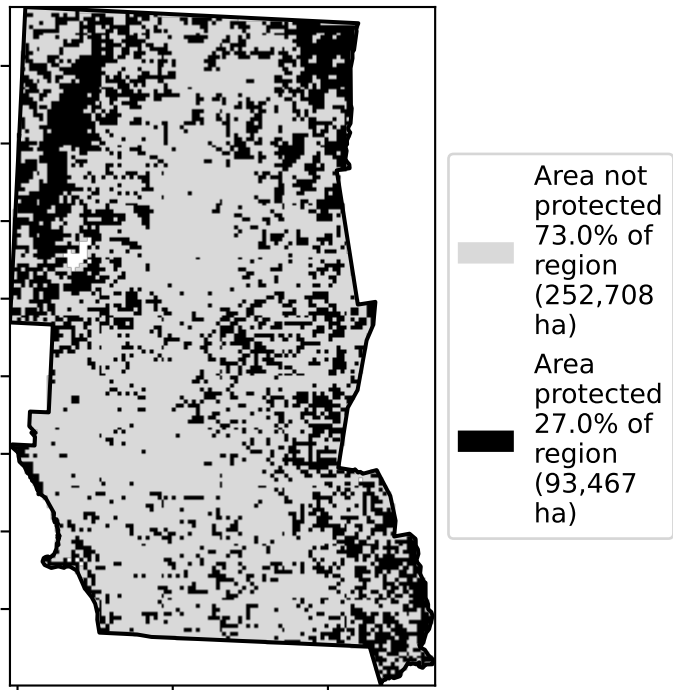 Area not
protected
73.0% of
region
(252,708
ha)
Area
protected
27.0% of
region
(93,467
ha)